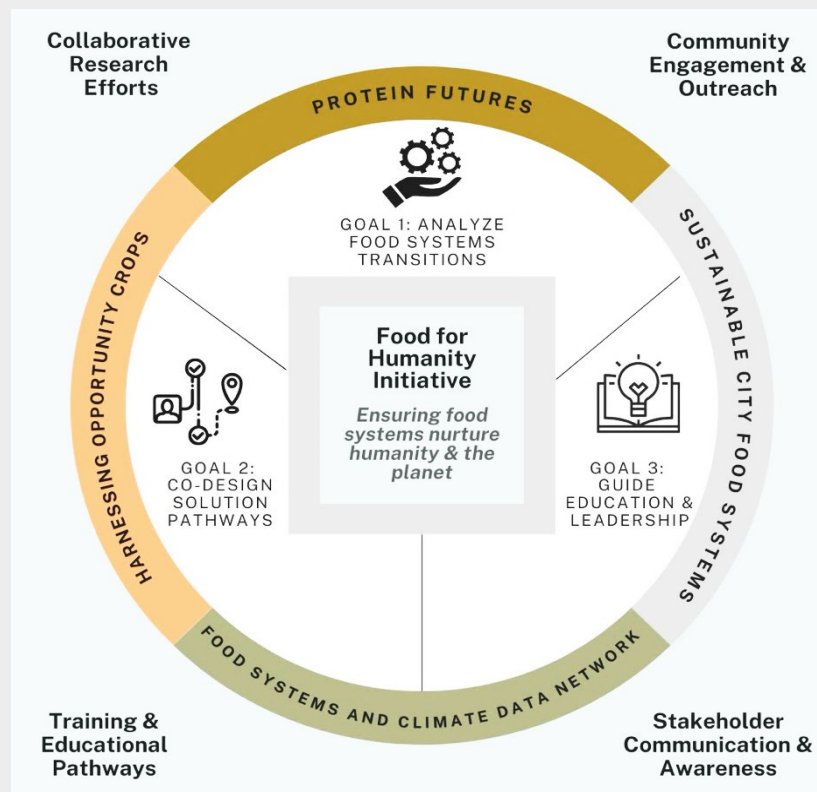 Collaborative
Research
Efforts
Community
Engagement &
Outreach
PROTEIN FUTURES
GOAL 1: ANALYZE
FOOD SYSTEMS
TRANSITIONS
HARNESSING OPPORTUNITY CROPS
SUSTAINABLE CITY FOOD SYSTEMS
Food for
Humanity
Initiative
Ensuring food
systems nurture
humanity & the
planet
GOAL 2:
CO-DESIGN
SOLUTION
PATHWAYS
GOAL 3:
GUIDE
EDUCATION &
LEADERSHIP
FOOD SYSTEMS AND CLIMATE DATA NETWORK
Training &
Educational
Pathways
Stakeholder
Communication &
Awareness